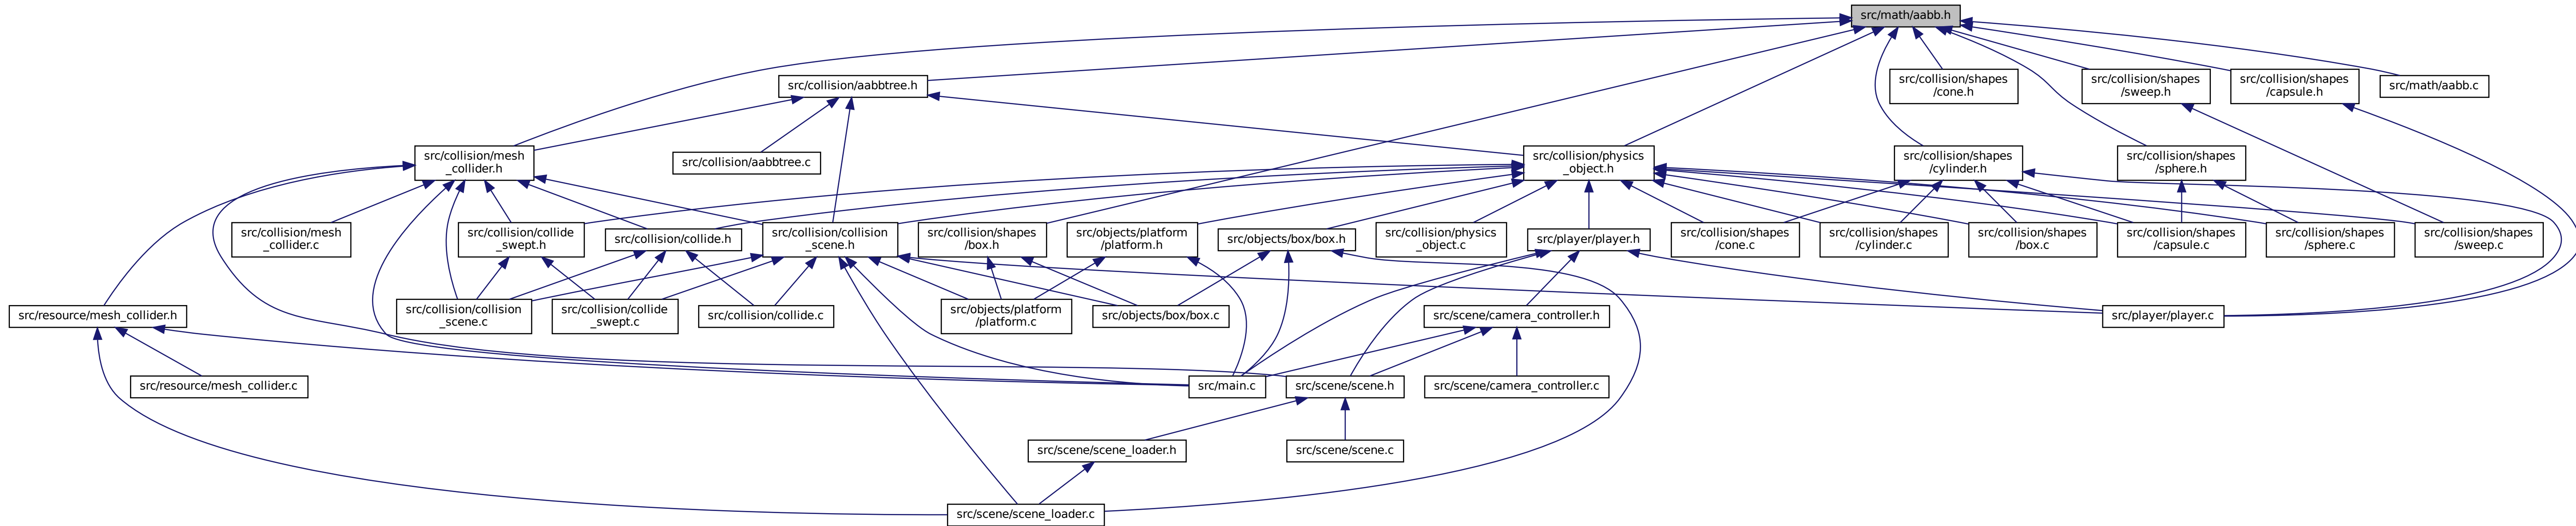 src/math/aabb.h
src/collision/aabbtree.h
src/collision/shapes
/cone.h
src/collision/shapes
/sweep.h
src/collision/shapes
/capsule.h
src/math/aabb.c
src/collision/mesh
_collider.h
src/collision/aabbtree.c
src/collision/physics
_object.h
src/collision/shapes
/cylinder.h
src/collision/shapes
/sphere.h
src/collision/mesh
_collider.c
src/collision/collide
_swept.h
src/collision/collide.h
src/collision/collision
_scene.h
src/collision/shapes
/box.h
src/objects/platform
/platform.h
src/objects/box/box.h
src/collision/physics
_object.c
src/player/player.h
src/collision/shapes
/cone.c
src/collision/shapes
/cylinder.c
src/collision/shapes
/box.c
src/collision/shapes
/capsule.c
src/collision/shapes
/sphere.c
src/collision/shapes
/sweep.c
src/resource/mesh_collider.h
src/collision/collision
_scene.c
src/collision/collide
_swept.c
src/collision/collide.c
src/objects/platform
/platform.c
src/objects/box/box.c
src/scene/camera_controller.h
src/player/player.c
src/resource/mesh_collider.c
src/main.c
src/scene/scene.h
src/scene/camera_controller.c
src/scene/scene_loader.h
src/scene/scene.c
src/scene/scene_loader.c